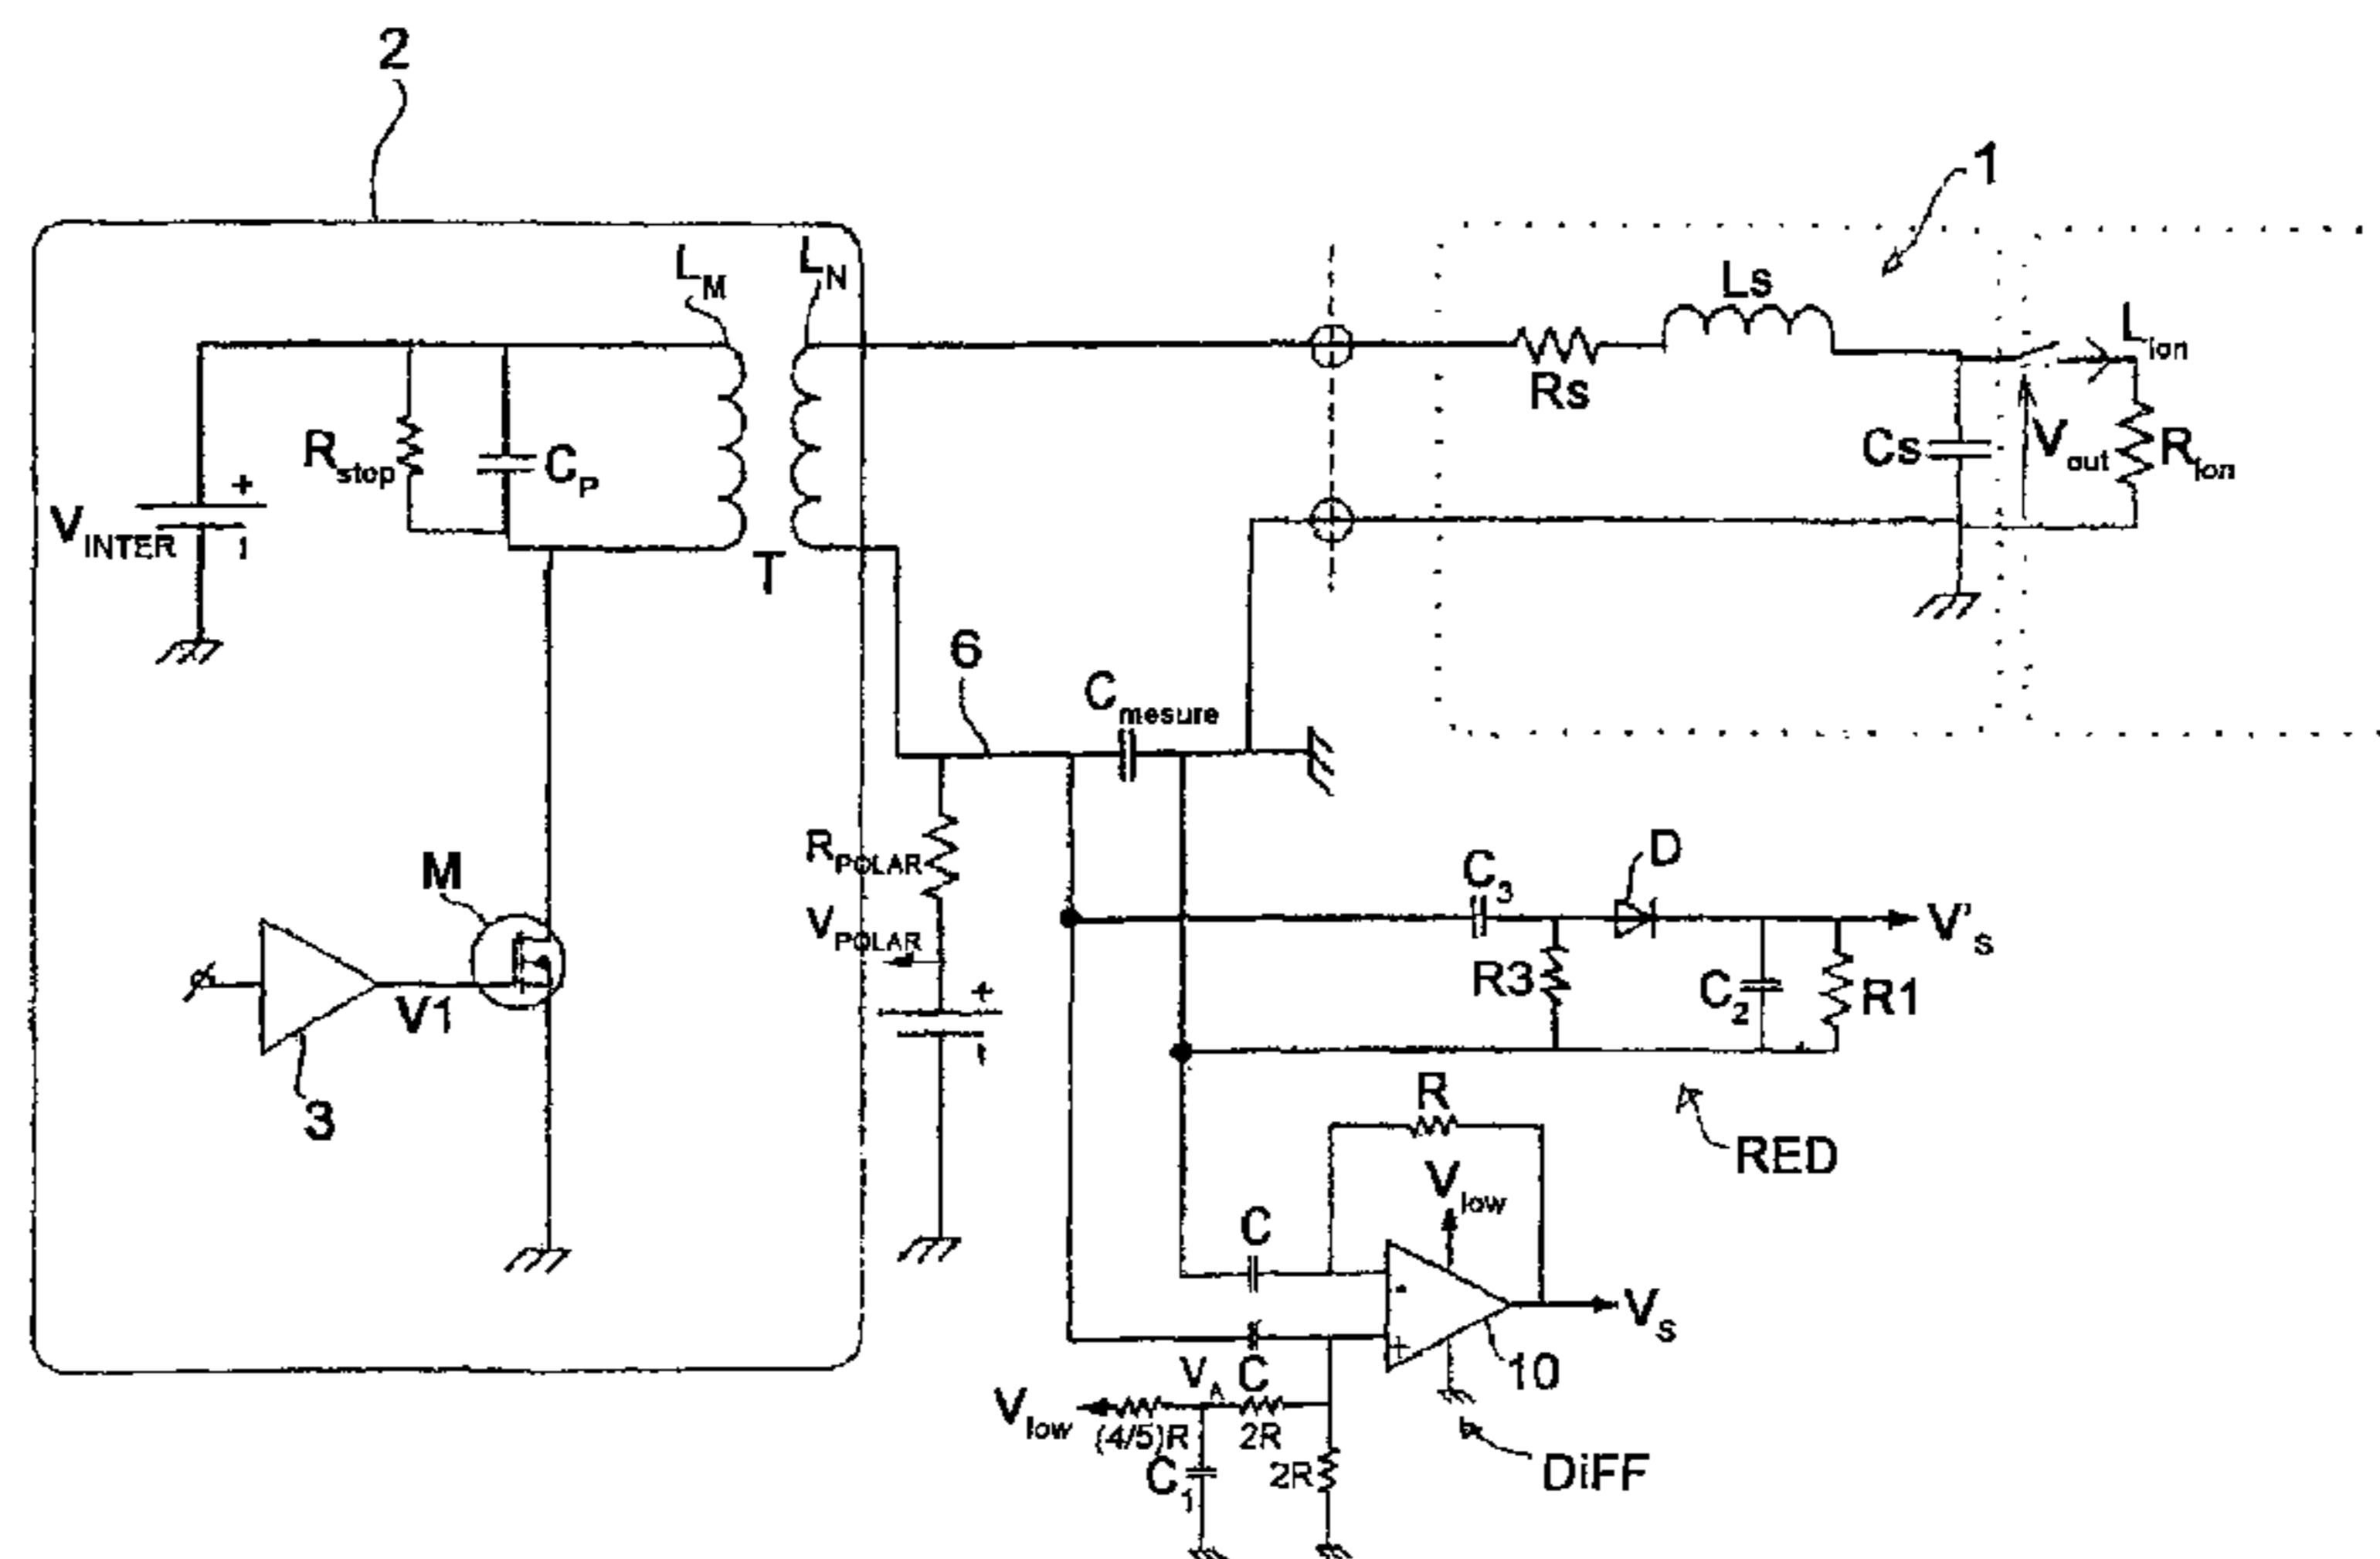 2
1
L_M
L_N
Ls
L_ion
R_stop
C_P
Rs
Cs
V_out
R_ion
V_INTER
+
T
6
C_mesure
M
R_POLAR
V_POLAR
+
C_3
D
V'_S
R3
C_2
R1
V1
3
R
RED
V_low
C
-
V_S
+
10
V_A
C
V_low
(4/5)R
2R
C_1
2R
DiFF